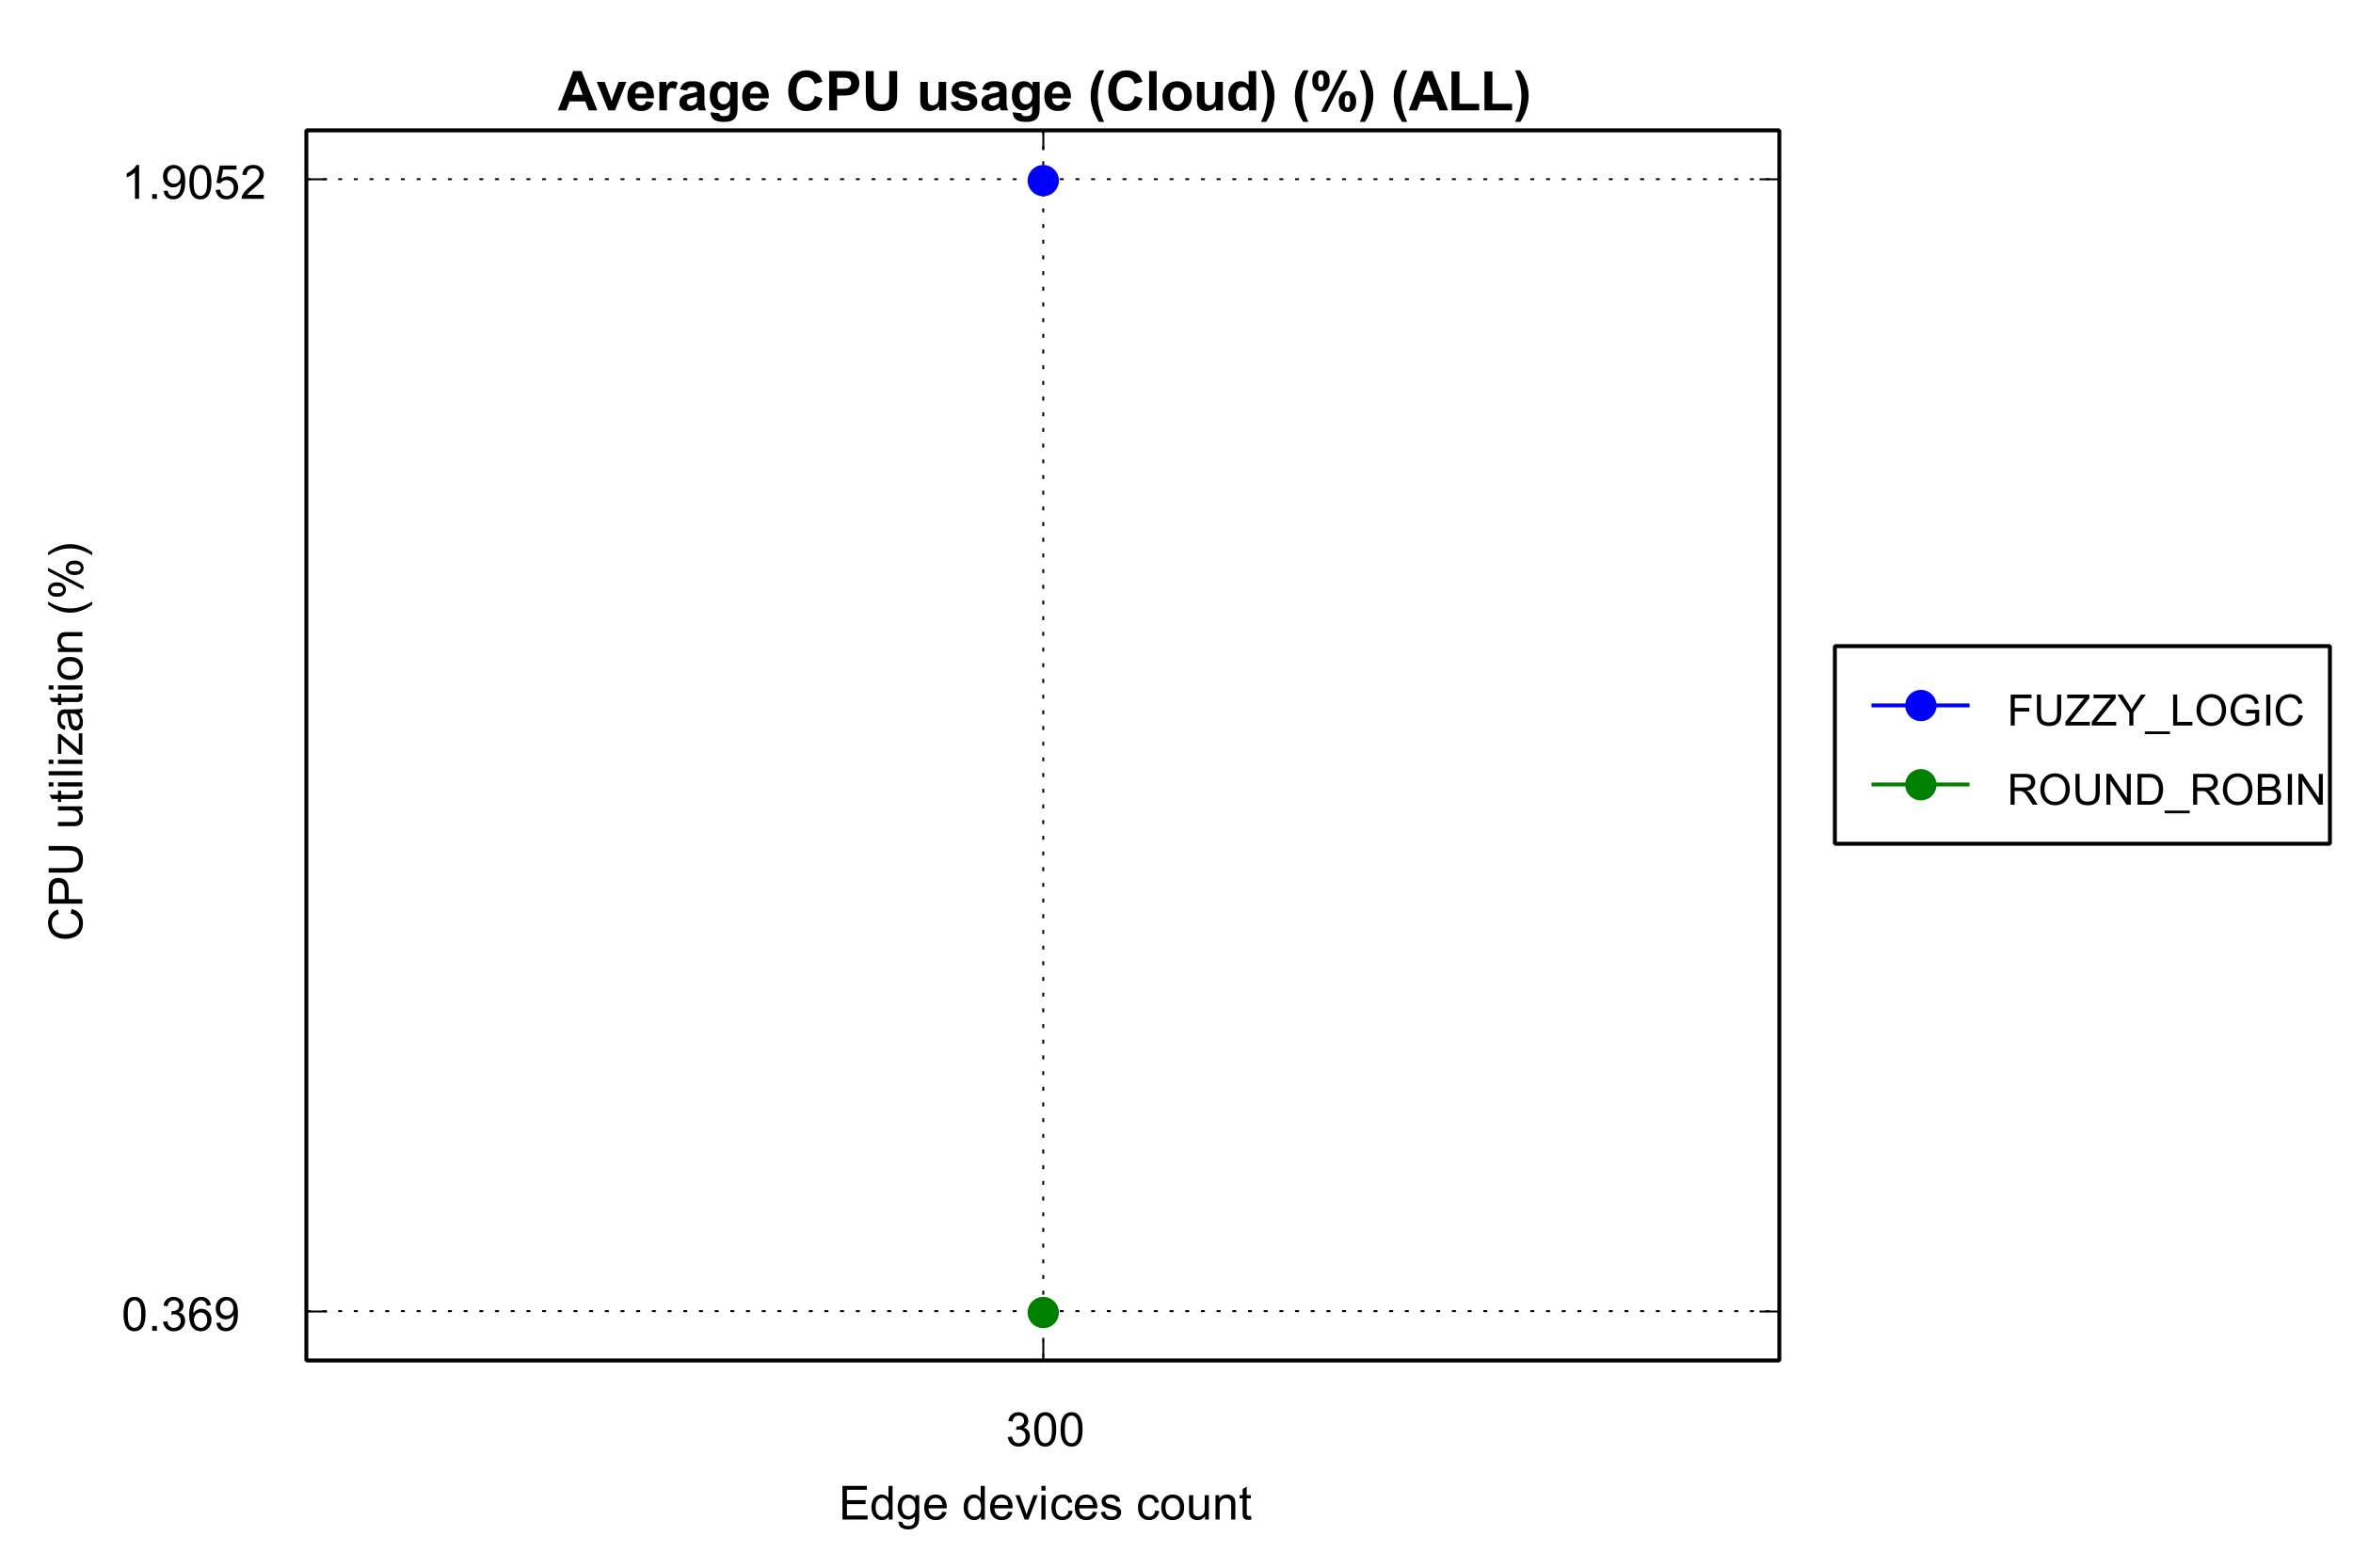 Average CPU usage (Cloud) (%) (ALL)
1.9052
CPU utilization (%)
FUZZY_LOGIC
ROUND_ROBIN
0.369
300
Edge devices count